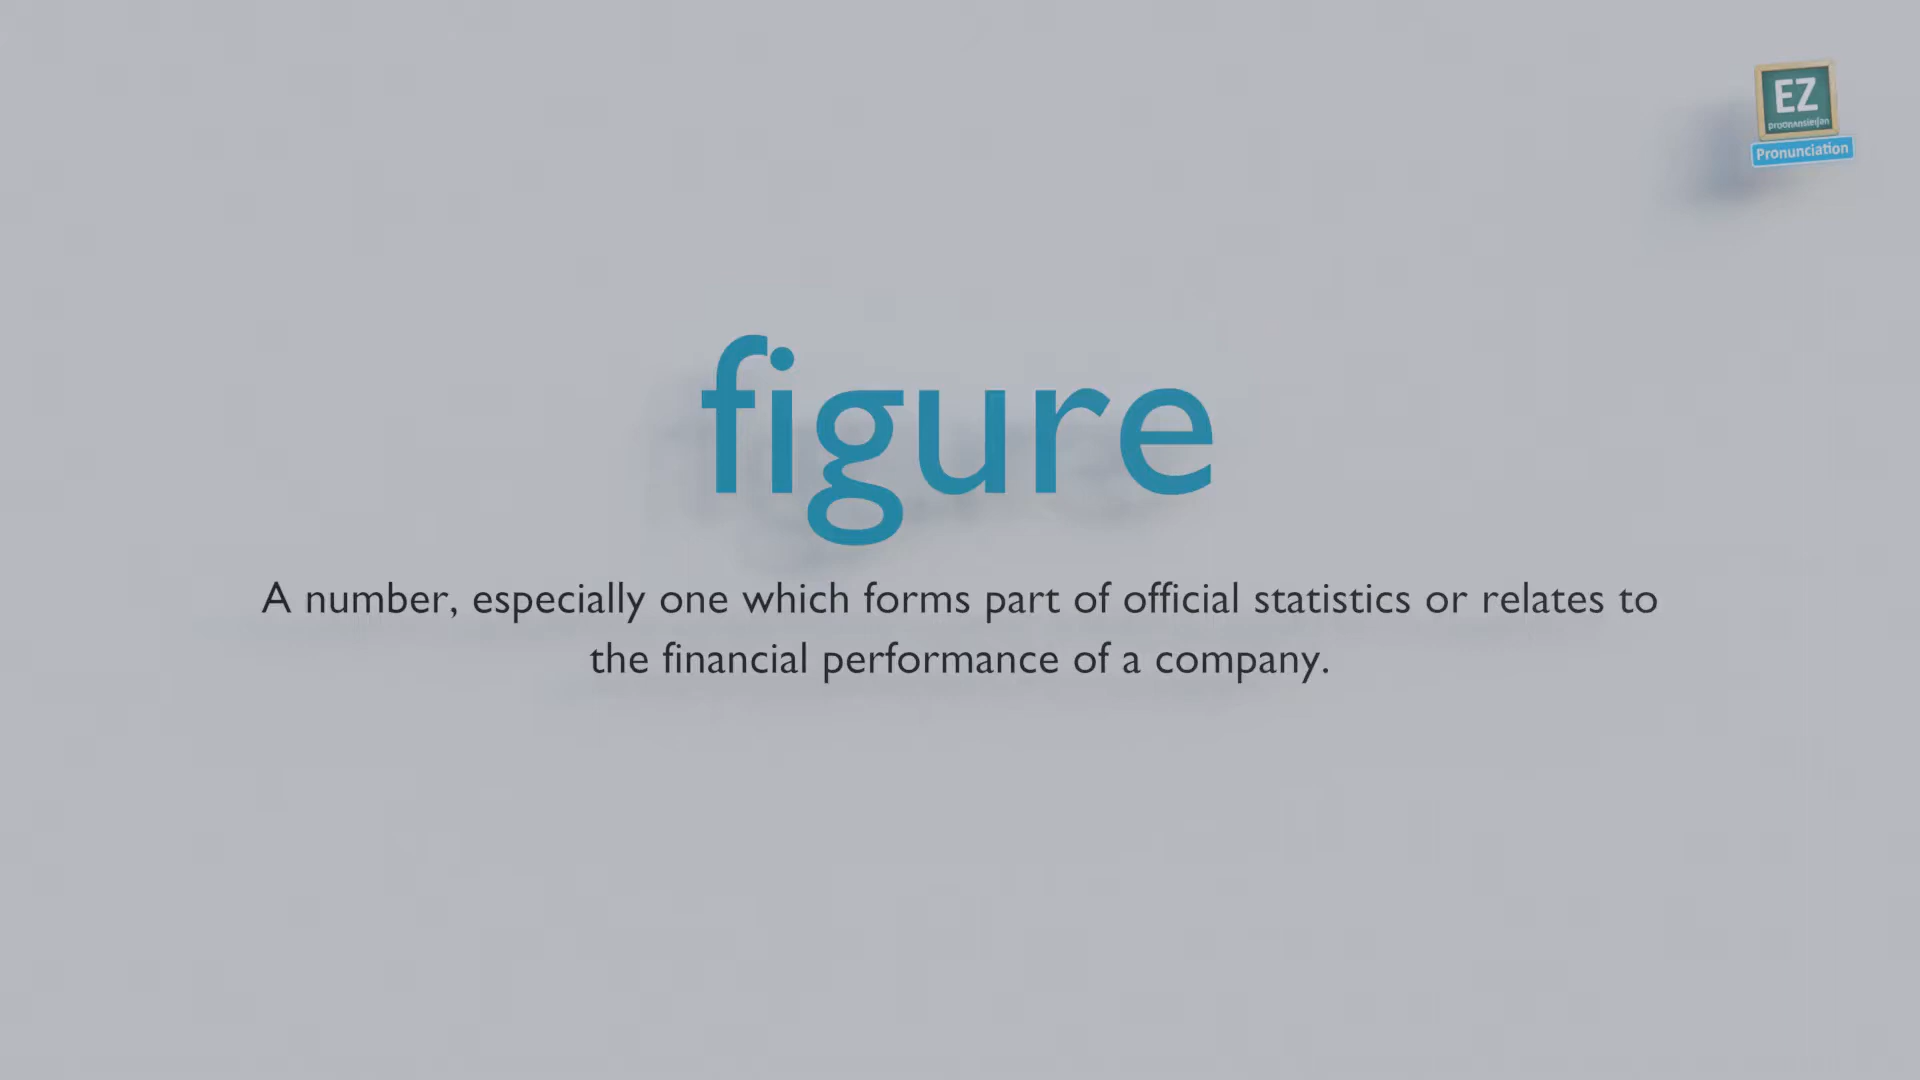 EZ
Pronunciation
figure
A number, especially one which forms part of official statistics or relates to
the financial performance of a company.